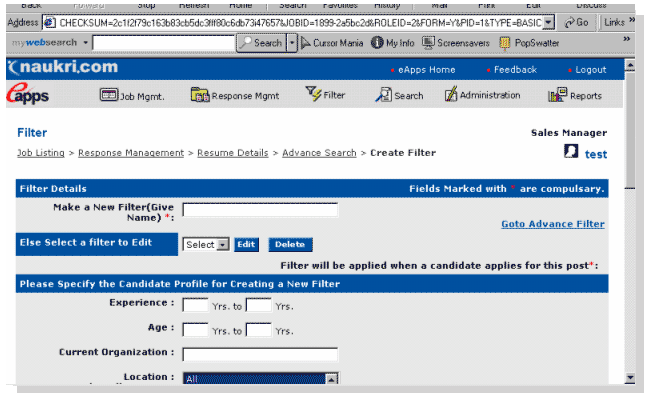 Back Forward Stop Refresh Home Search Favorites History Mail Print Edit Discuss
Address CHECKSUM=2c1f2f79c163b83cb5dc3fff80c6db73i47657&JOBID=1899-2a5bc2d&ROLEID=2&FORM=Y&PID=1&TYPE=BASIC Go Links »
mywebsearch Search Cursor Mania My Info Screensavers PopSwatter »
naukri.com eApps Home Feedback Logout
eapps Job Mgmt. Response Mgmt Filter Search Administration Reports
Filter Sales Manager
Job Listing > Response Management > Resume Details > Advance Search > Create Filter test
Filter Details Fields Marked with * are compulsary.
Make a New Filter(Give
Name) *:
Goto Advance Filter
Else Select a filter to Edit Select Edit Delete
Filter will be applied when a candidate applies for this post*:
Please Specify the Candidate Profile for Creating a New Filter
Experience : Yrs. to Yrs.
Age : Yrs. to Yrs.
Current Organization :
Location : All